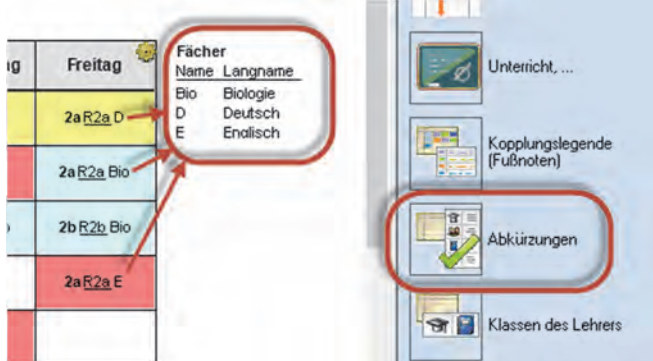 ng
Freitag
2a R2a D
2a R2a Bio
2b R2b Bio
2a R2a E
Fächer
Name Langname
Bio Biologie
D Deutsch
E Englisch
Unterricht, ...
Kopplungslegende
(Fußnoten)
Abkürzungen
Klassen des Lehrers